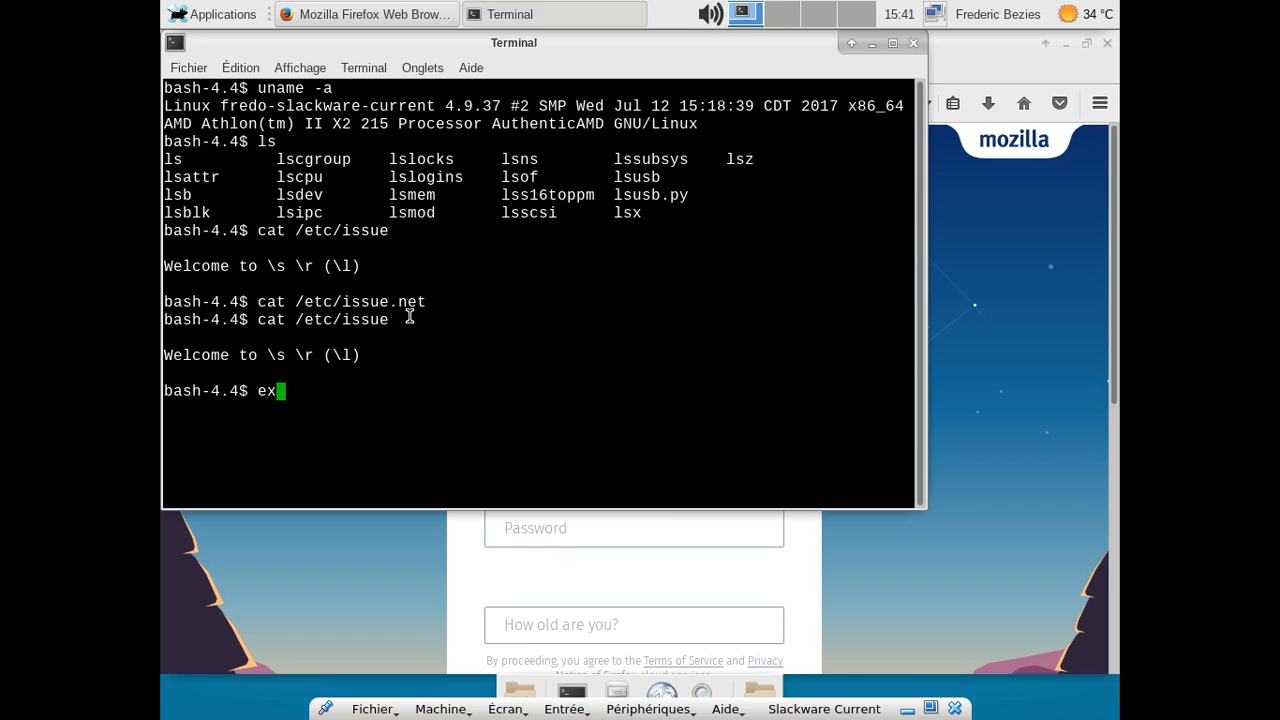 Applications
Mozilla Firefox Web Brow...
Terminal
15:41
Frederic Bezies
34 °C
Terminal
Fichier Édition Affichage Terminal Onglets Aide
bash-4.4$ uname -a
Linux fredo-slackware-current 4.9.37 #2 SMP Wed Jul 12 15:18:39 CDT 2017 x86_64
AMD Athlon(tm) II X2 215 Processor AuthenticAMD GNU/Linux
bash-4.4$ ls
ls lscgroup lslocks lsns lssubsys lsz
lsattr lscpu lslogins lsof lsusb
lsb lsdev lsmem lss16toppm lsusb.py
lsblk lsipc lsmod lsscsi lsx
bash-4.4$ cat /etc/issue
Welcome to \s \r (\l)
bash-4.4$ cat /etc/issue.net
bash-4.4$ cat /etc/issue
Welcome to \s \r (\l)
bash-4.4$ ex
mozilla
Password
How old are you?
By proceeding, you agree to the Terms of Service and Privacy
Notice of Firefox cloud services
Fichier Machine Écran Entrée Périphériques Aide Slackware Current